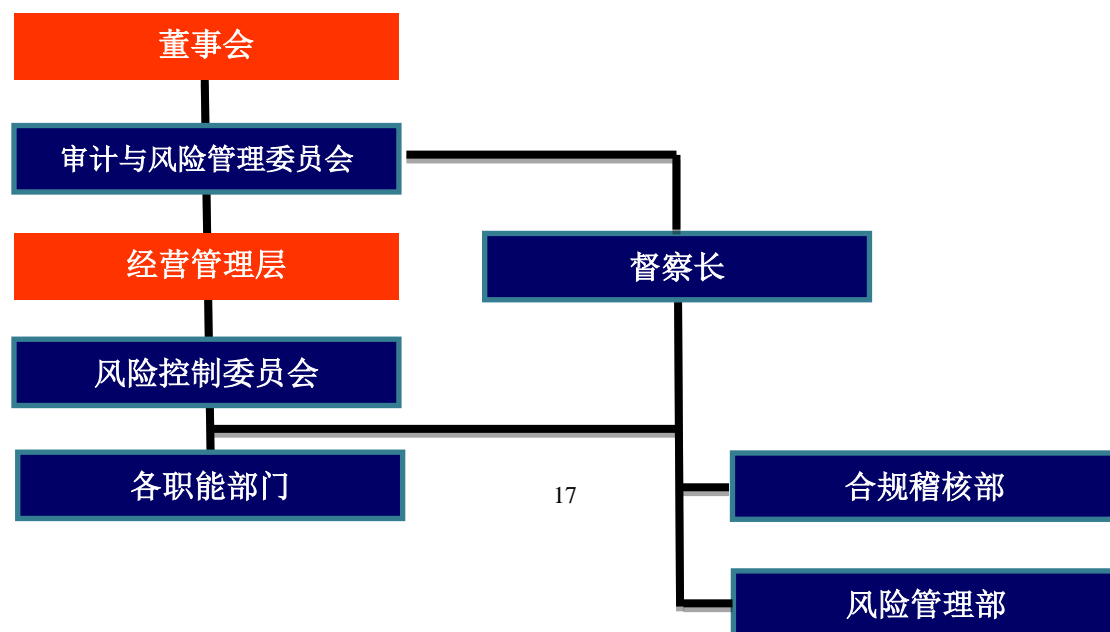 董事会
审计与风险管理委员会
经营管理层
督察长
风险控制委员会
各职能部门
17
合规稽核部
风险管理部